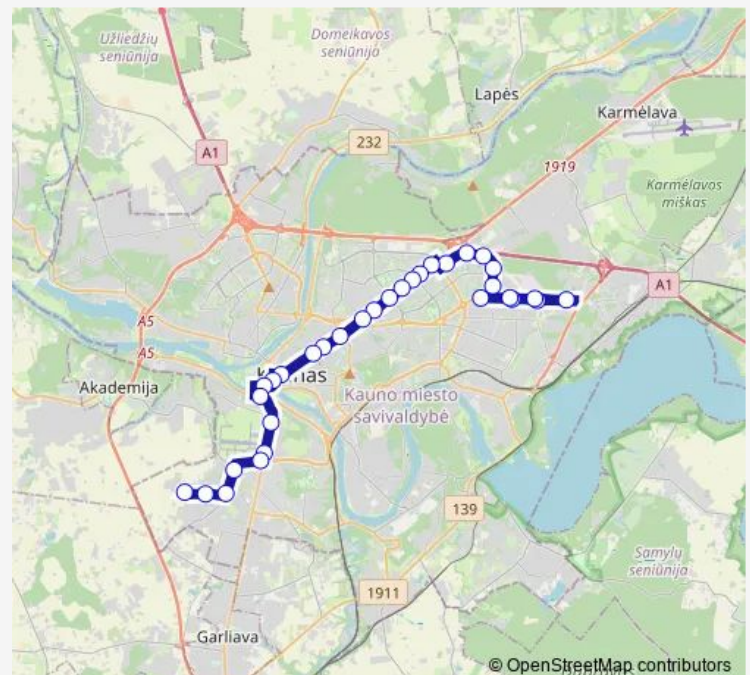 Užliedžių
seniūnija
Domeikavos
seniūnija
Lapės
Karmėlava
A1
232
1919
Karmėlavos
miškas
A1
A5
A5
Akademija
Kauno miesto
savivaldybė
139
Samylų
seniūnija
1911
Garliava
© OpenStreetMap contributors